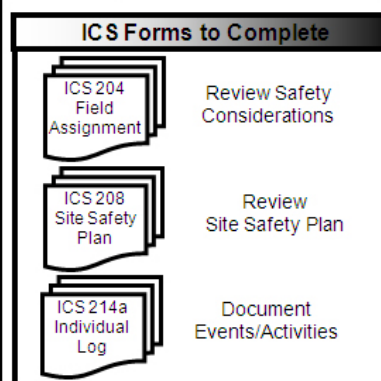 ICS Forms to Complete
ICS 204
Field
Assignment
Review Safety
Considerations
ICS 208
Site Safety
Plan
Review
Site Safety Plan
ICS 214a
Individual
Log
Document
Events/Activities